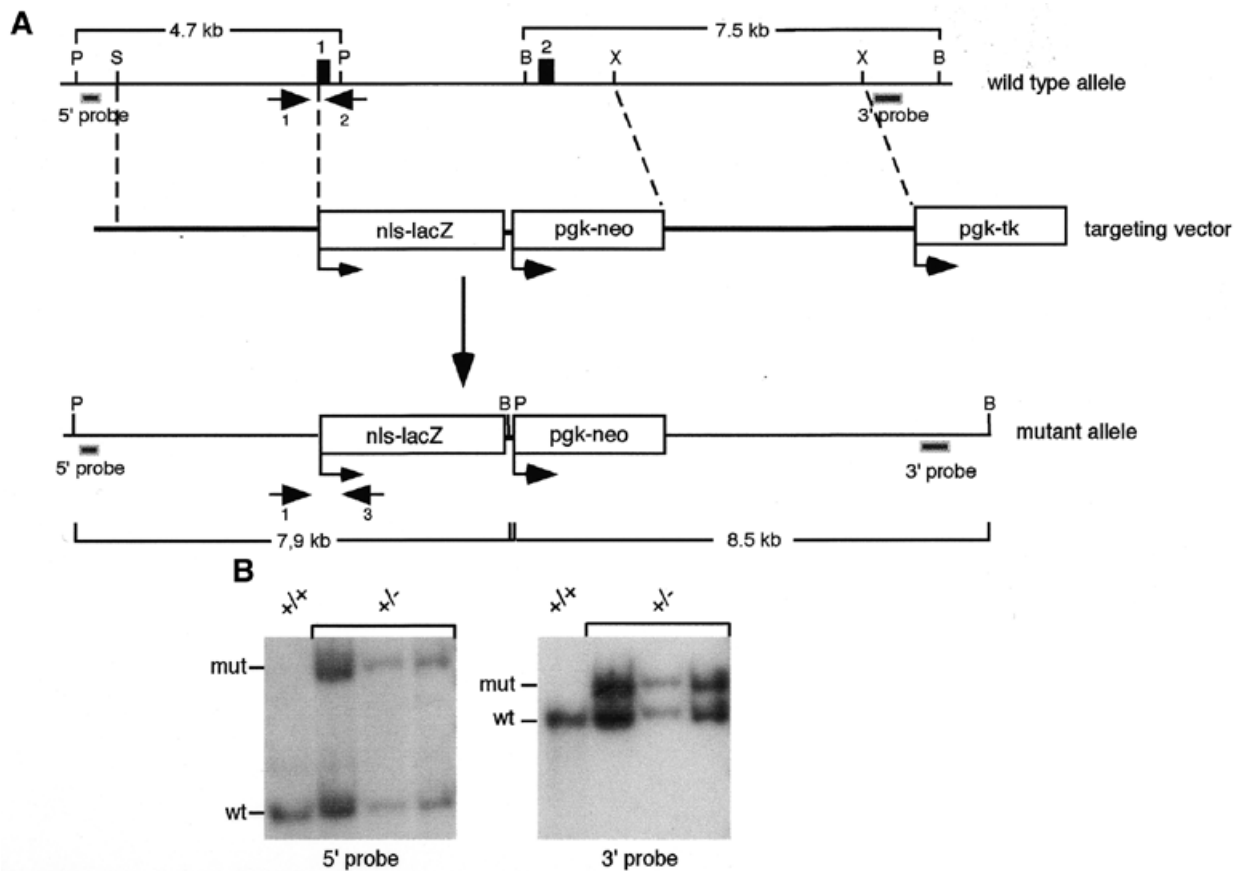 A
4.7 kb
7.5 kb
P S 1 P B 2 X X B
wild type allele
5' probe
1 2
3' probe
nls-lacZ pgk-neo pgk-tk
targeting vector
P B P B
nls-lacZ pgk-neo
mutant allele
5' probe
3' probe
1 3
7,9 kb 8.5 kb
B
+/+ +/- +/+ +/-
mut
wt
mut
wt
5' probe 3' probe